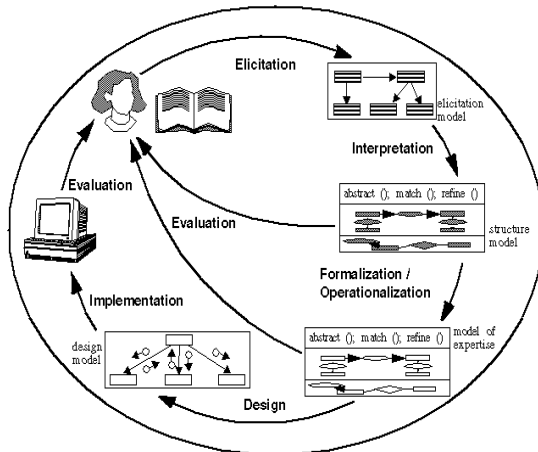 Elicitation
elicitation
model
Interpretation
abstract (); match (); refine ()
structure
model
Evaluation
Evaluation
Formalization /
Operationalization
Implementation
design
model
abstract (); match (); refine ()
model of
expertise
Design